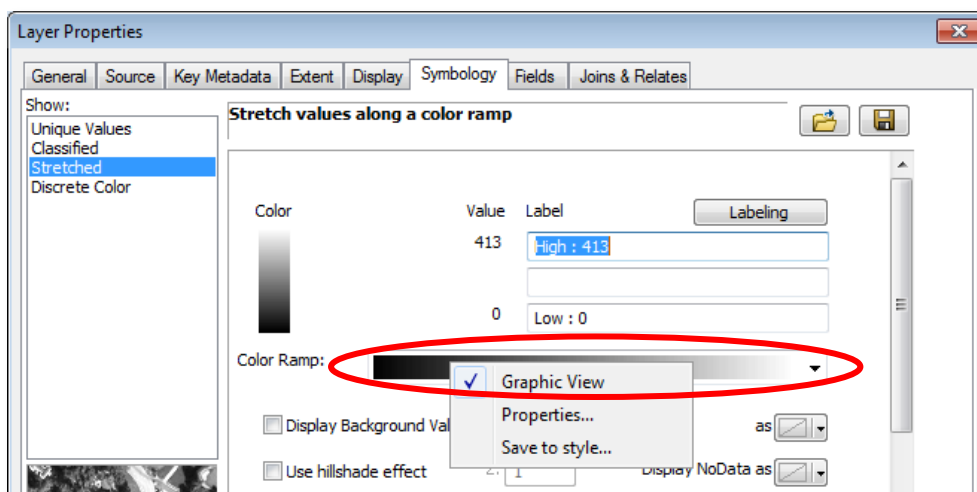 Layer Properties
General Source Key Metadata Extent Display Symbology Fields Joins & Relates
Show:
Unique Values
Classified
Stretched
Discrete Color
Stretch values along a color ramp
Color Value Label Labeling
413 High : 413
0 Low : 0
Color Ramp:
Graphic View
Properties...
Save to style...
Display Background Val as
Use hillshade effect Z: 1 Display NoData as